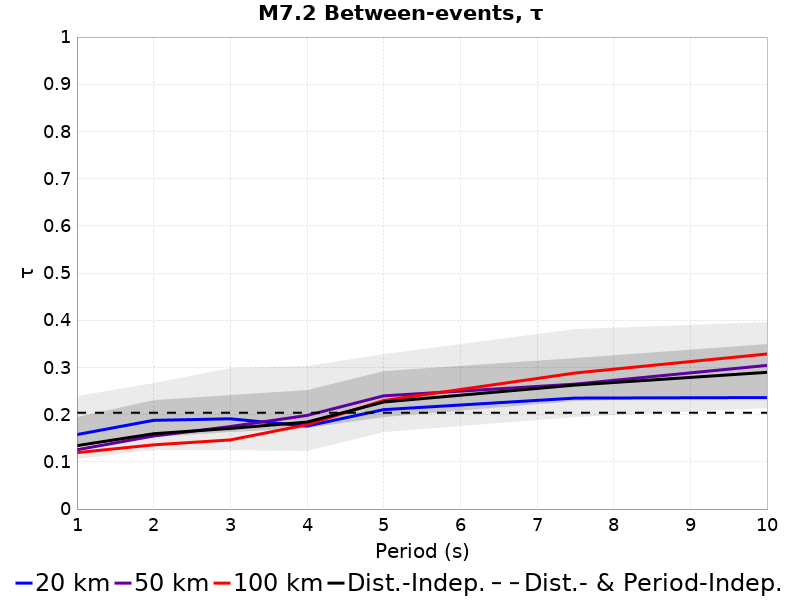 M7.2 Between-events, τ
1
0.9
0.8
0.7
0.6
0.5
0.4
0.3
0.2
0.1
0
τ
1 2 3 4 5 6 7 8 9 10
Period (s)
20 km 50 km 100 km Dist.-Indep. Dist.- & Period-Indep.